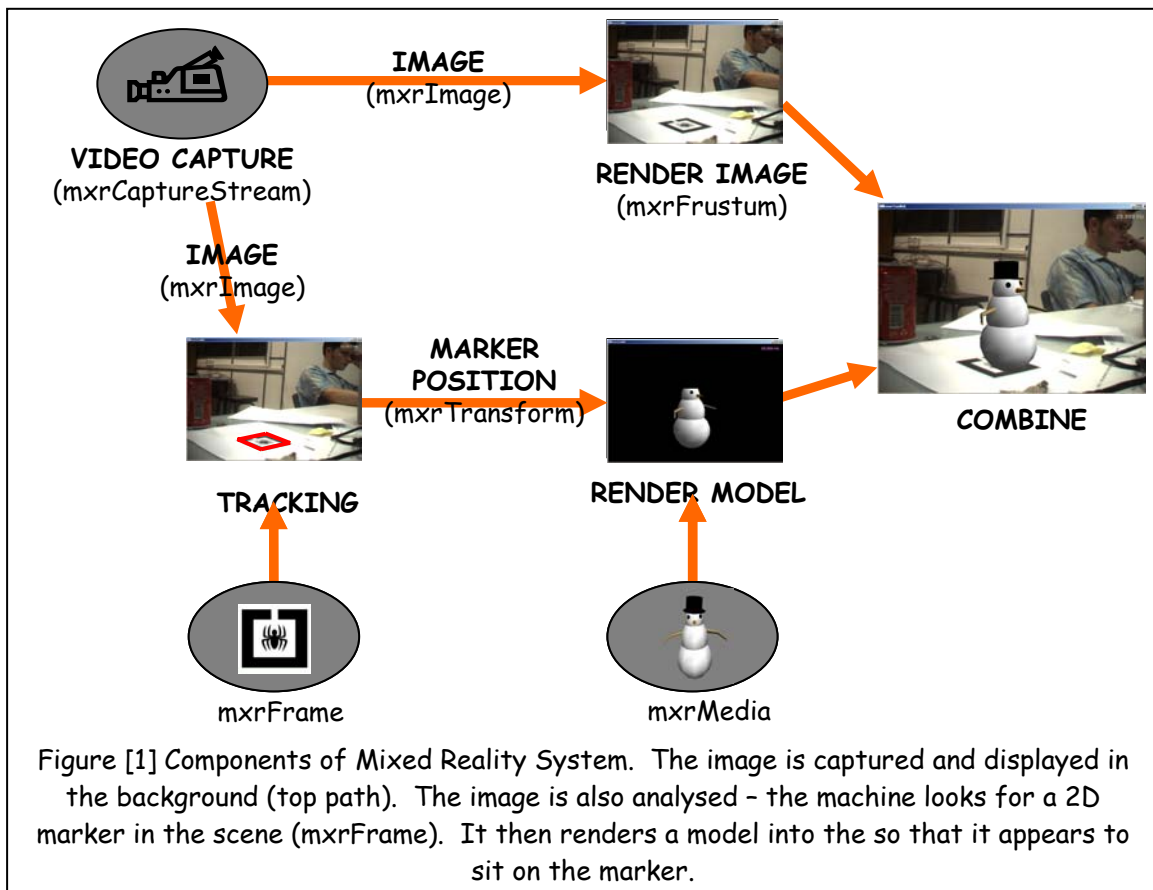 IMAGE
(mxrImage)
VIDEO CAPTURE
(mxrCaptureStream)
RENDER IMAGE
(mxrFrustum)
IMAGE
(mxrImage)
MARKER
POSITION
(mxrTransform)
COMBINE
TRACKING
RENDER MODEL
mxrFrame
mxrMedia
Figure [1] Components of Mixed Reality System. The image is captured and displayed in
the background (top path). The image is also analysed – the machine looks for a 2D
marker in the scene (mxrFrame). It then renders a model into the so that it appears to
sit on the marker.